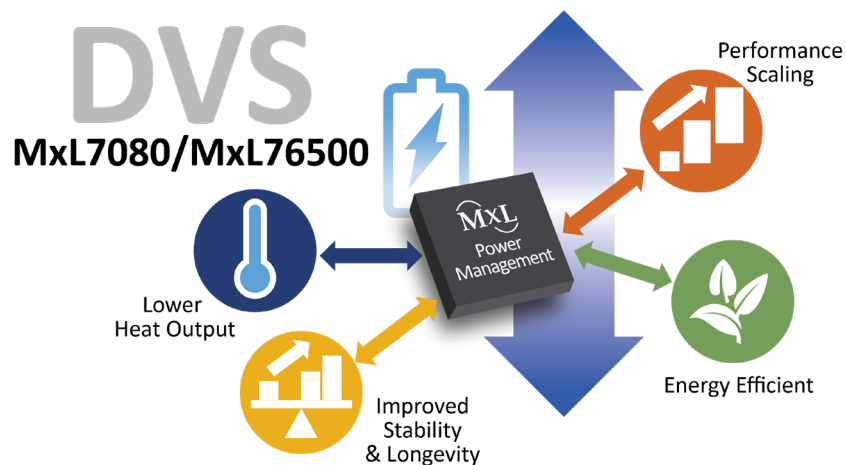 DVS
MxL7080/MxL76500
Performance
Scaling
MxL
Power
Management
Lower
Heat Output
Energy Efficient
Improved
Stability
& Longevity